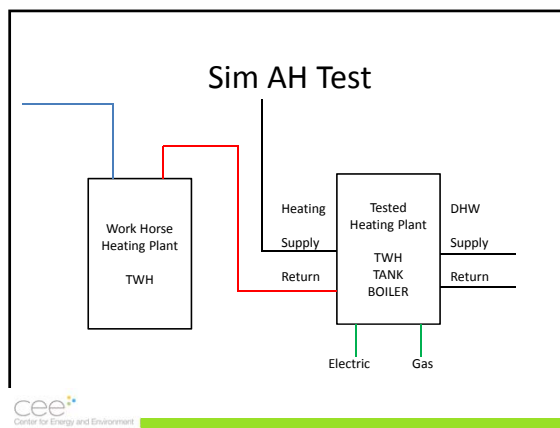 Sim AH Test
Work Horse
Heating Plant
TWH
Heating
Supply
Return
Tested
Heating Plant
TWH
TANK
BOILER
DHW
Supply
Return
Electric
Gas
cee
Center for Energy and Environment